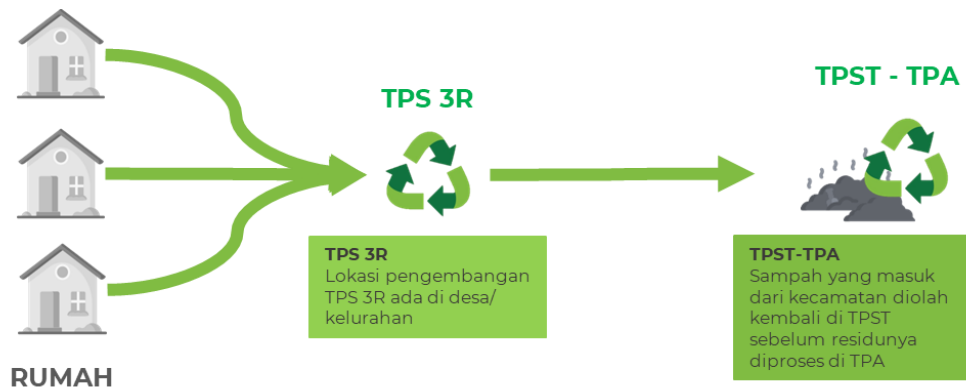 TPS 3R
TPST - TPA
TPS 3R
Lokasi pengembangan
TPS 3R ada di desa/
kelurahan
TPST-TPA
Sampah yang masuk
dari kecamatan diolah
kembali di TPST
sebelum residunya
diproses di TPA
RUMAH